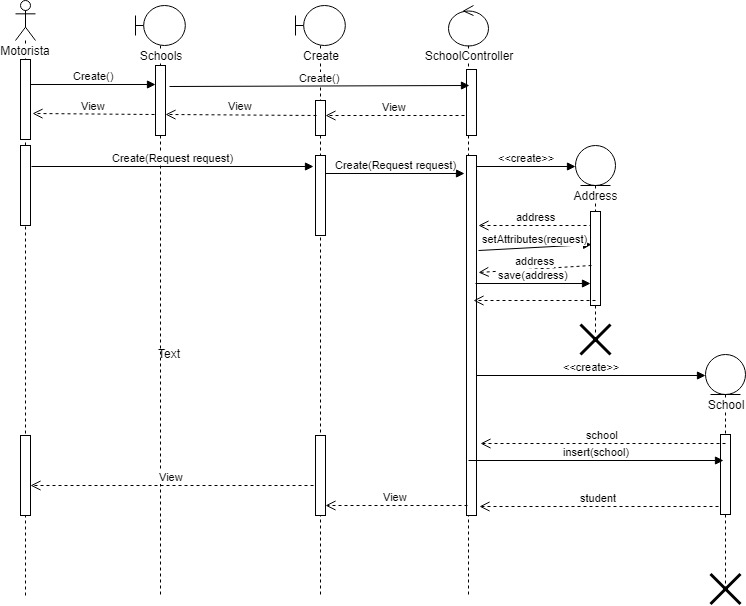 Motorista
Schools
Create
SchoolController
Create()
Create()
View
View
View
Create(Request request)
Create(Request request)
<<create>>
Address
address
setAttributes(request)
address
save(address)
Text
<<create>>
School
school
insert(school)
View
View
student